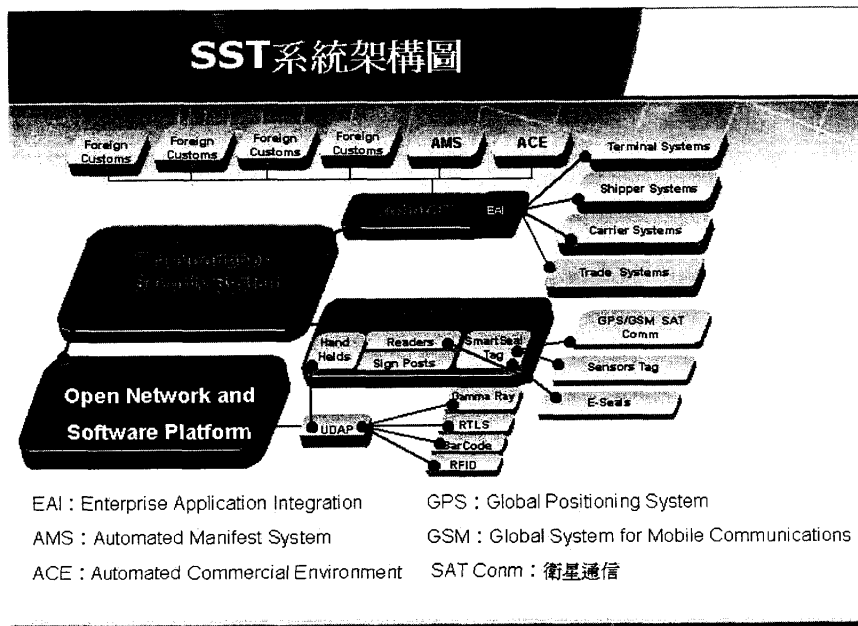 SST系統架構圖
Foreign
Customs
Foreign
Customs
Foreign
Customs
Foreign
Customs
AMS
ACE
Terminal Systems
Shipper Systems
Carrier Systems
Trade Systems
EAI
Hand
Helds
Readers
Sign Posts
SmartSeal
Tag
GPS/GSM SAT
Comm
Sensors Tag
E-Seals
Open Network and
Software Platform
UDAP
Gamma Ray
RTLS
BarCode
RFID
EAI：Enterprise Application Integration
GPS：Global Positioning System
AMS：Automated Manifest System
GSM：Global System for Mobile Communications
ACE：Automated Commercial Environment
SAT Conm：衛星通信